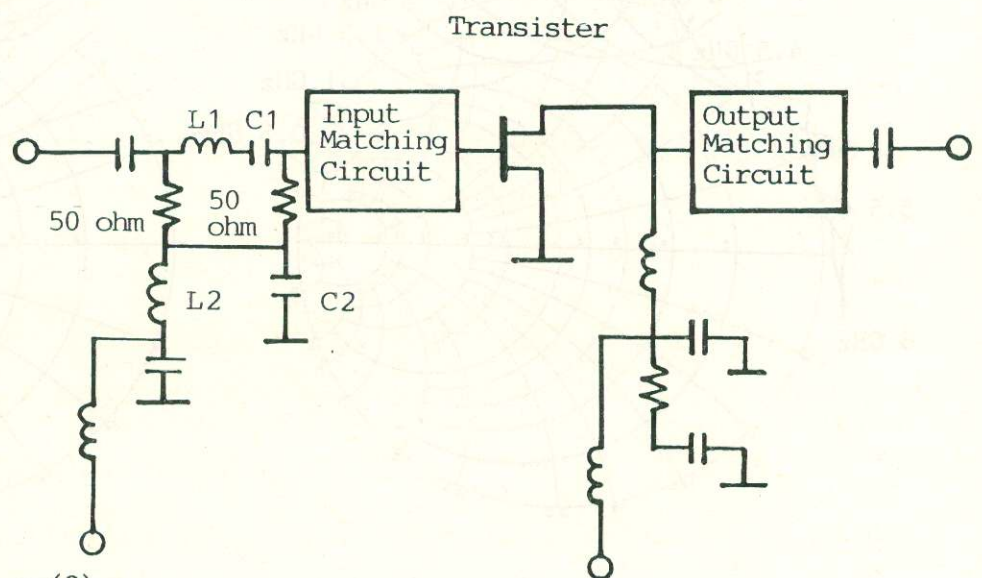 Transister
L1 C1
Input
Matching
Circuit
Output
Matching
Circuit
50 ohm
50
ohm
L2
C2